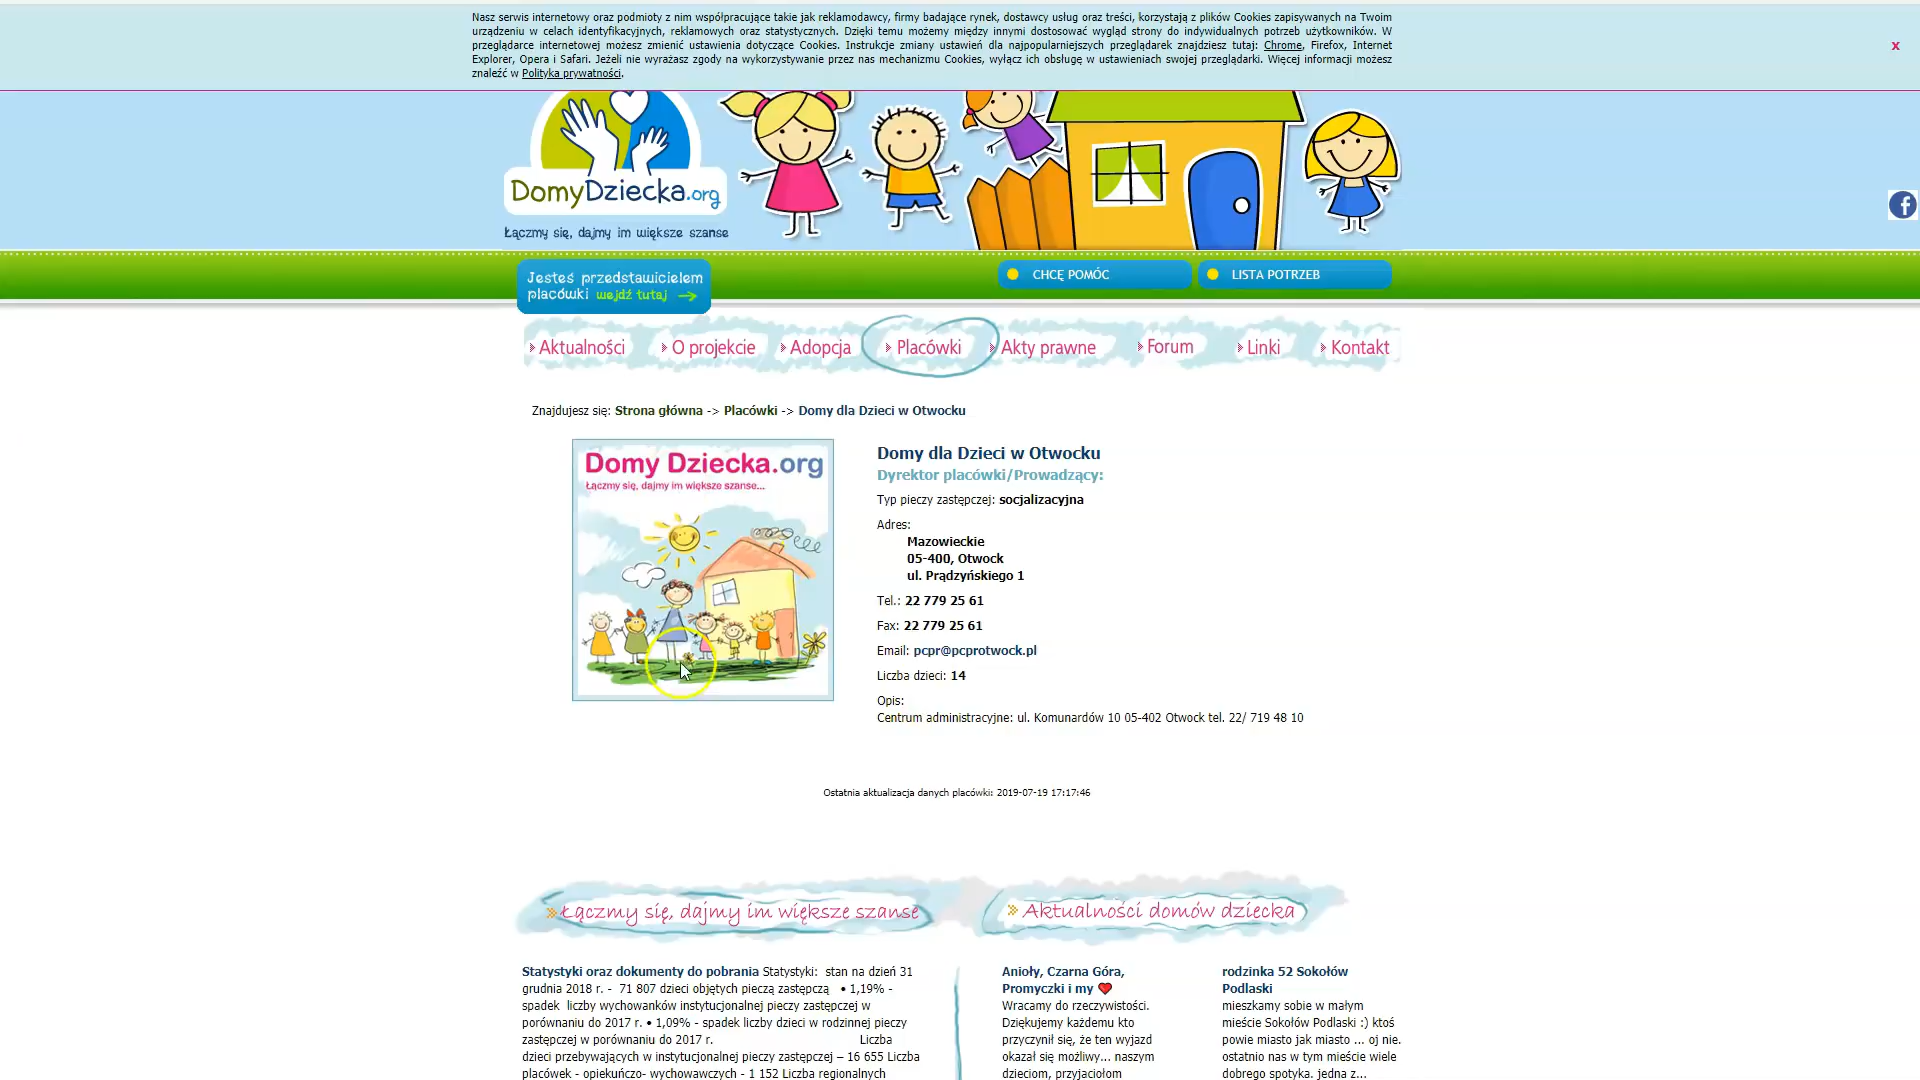 Nasz serwis internetowy oraz podmioty z nim współpracujące takie jak reklamodawcy, firmy badające rynek, dostawcy usług oraz treści, korzystają z plików Cookies zapisywanych na Twoim
urządzeniu w celach identyfikacyjnych, reklamowych oraz statystycznych. Dzięki temu możemy między innymi dostosować wygląd strony do indywidualnych potrzeb użytkowników. W
przeglądarce internetowej możesz zmienić ustawienia dotyczące Cookies. Instrukcje zmiany ustawień dla najpopularniejszych przeglądarek znajdziesz tutaj: Chrome, Firefox, Internet
Explorer, Opera i Safari. Jeżeli nie wyrażasz zgody na wykorzystywanie przez nas mechanizmu Cookies, wyłącz ich obsługę w ustawieniach swojej przeglądarki. Więcej informacji możesz
znaleźć w Polityka prywatności.
x
DomyDziecka.org
Łączmy się, dajmy im większe szanse
Jesteś przedstawicielem
placówki wejdź tutaj
CHCĘ POMÓC
LISTA POTRZEB
Aktualności
O projekcie
Adopcja
Placówki
Akty prawne
Forum
Linki
Kontakt
Znajdujesz się: Strona główna -> Placówki -> Domy dla Dzieci w Otwocku
Domy Dziecka.org
Łączmy się, dajmy im większe szanse...
Domy dla Dzieci w Otwocku
Dyrektor placówki/Prowadzący:
Typ pieczy zastępczej: socjalizacyjna
Adres:
Mazowieckie
05-400, Otwock
ul. Prądzyńskiego 1
Tel.: 22 779 25 61
Fax: 22 779 25 61
Email: pcpr@pcprotwock.pl
Liczba dzieci: 14
Opis:
Centrum administracyjne: ul. Komunardów 10 05-402 Otwock tel. 22/ 719 48 10
Ostatnia aktualizacja danych placówki: 2019-07-19 17:17:46
Łączmy się, dajmy im większe szanse
Statystyki oraz dokumenty do pobrania Statystyki: stan na dzień 31
grudnia 2018 r. - 71 807 dzieci objętych pieczą zastępczą • 1,19% -
spadek liczby wychowanków instytucjonalnej pieczy zastępczej w
porównaniu do 2017 r. • 1,09% - spadek liczby dzieci w rodzinnej pieczy
zastępczej w porównaniu do 2017 r. Liczba
dzieci przebywających w instytucjonalnej pieczy zastępczej – 16 655 Liczba
placówek - opiekuńczo- wychowawczych - 1 152 Liczba regionalnych
Aktualności domów dziecka
Anioły, Czarna Góra,
Promyczki i my ❤
Wracamy do rzeczywistości.
Dziękujemy każdemu kto
przyczynił się, że ten wyjazd
okazał się możliwy... naszym
dzieciom, przyjaciołom
rodzinka 52 Sokołów
Podlaski
mieszkamy sobie w małym
mieście Sokołów Podlaski :) ktoś
powie miasto jak miasto ... oj nie.
ostatnio nas w tym mieście wiele
dobrego spotyka. jedna z...